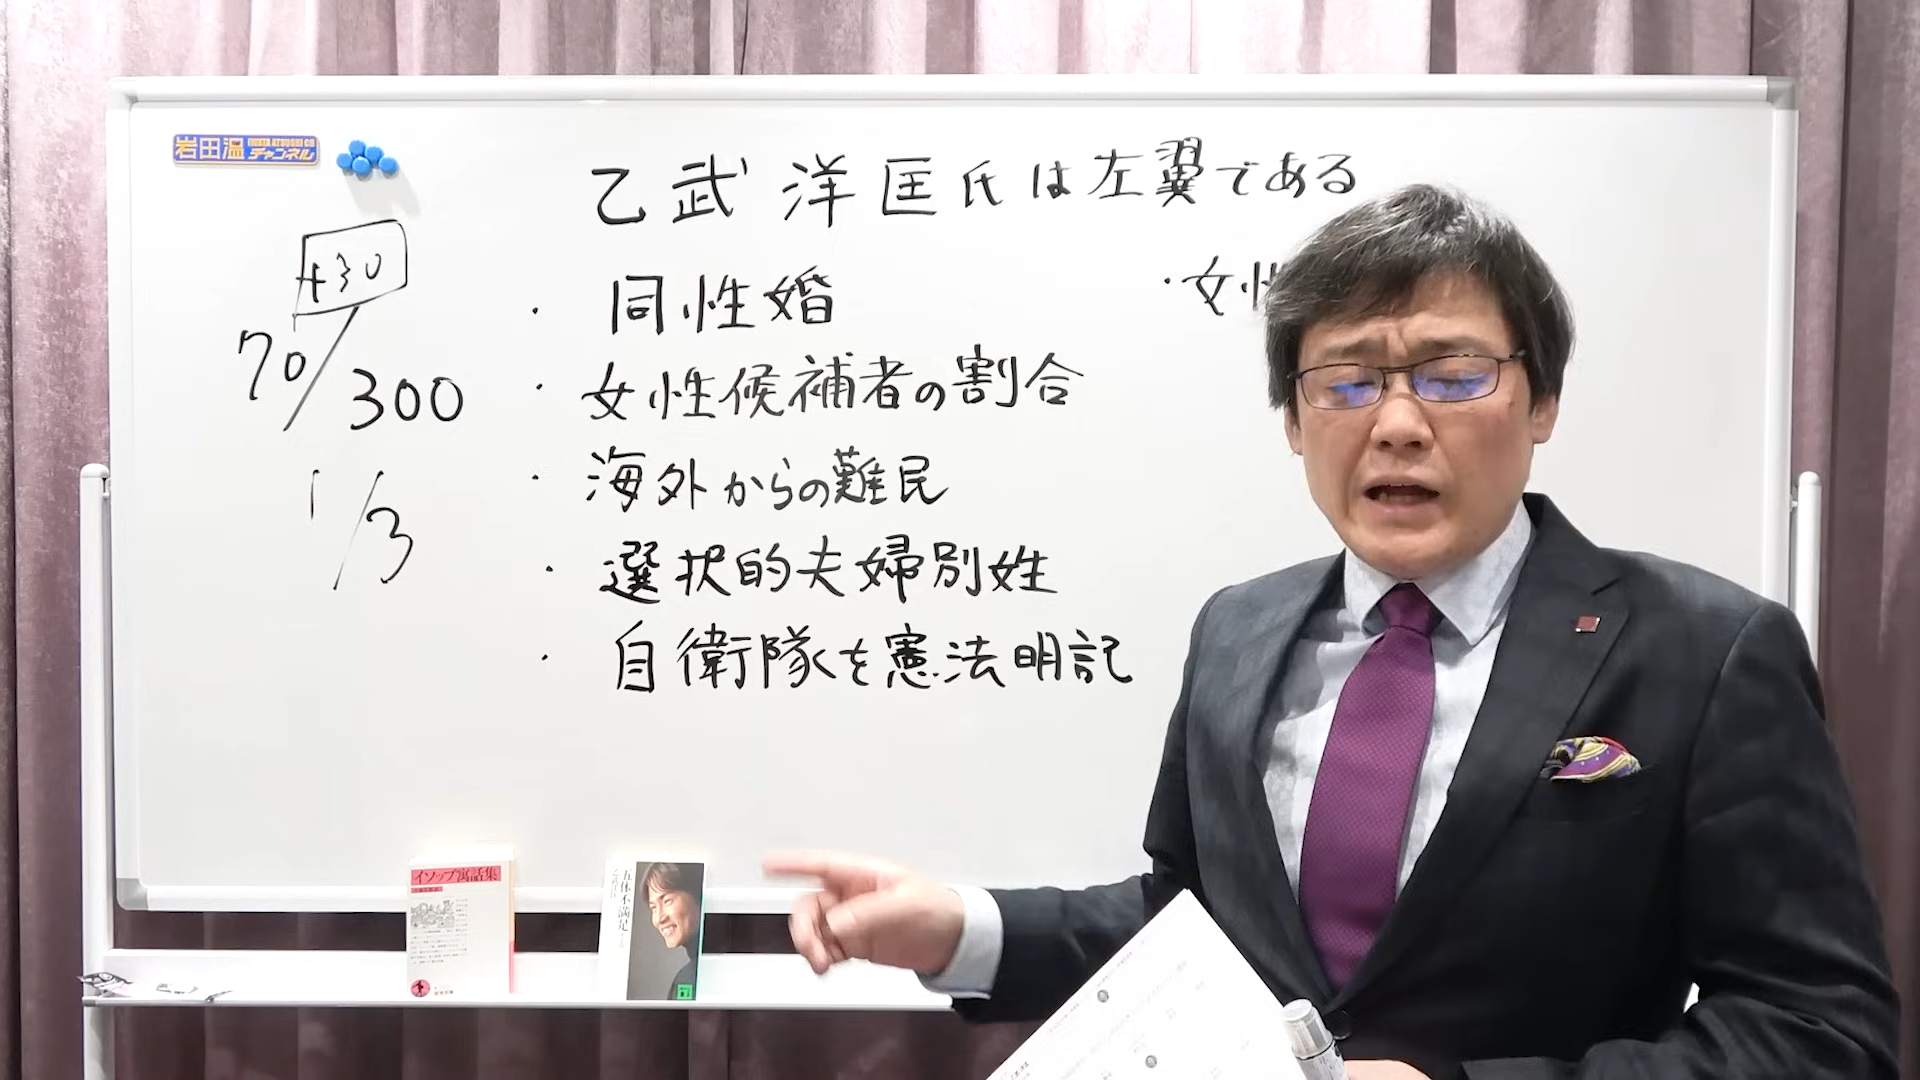 岩田温
チャンネル
乙武洋匡氏は左翼である
+30
70/300
1/3
・同性婚
・女性候補者の割合
・海外からの難民
・選択的夫婦別姓
・自衛隊を憲法明記
・女性
イソップ寓話集
五体不満足